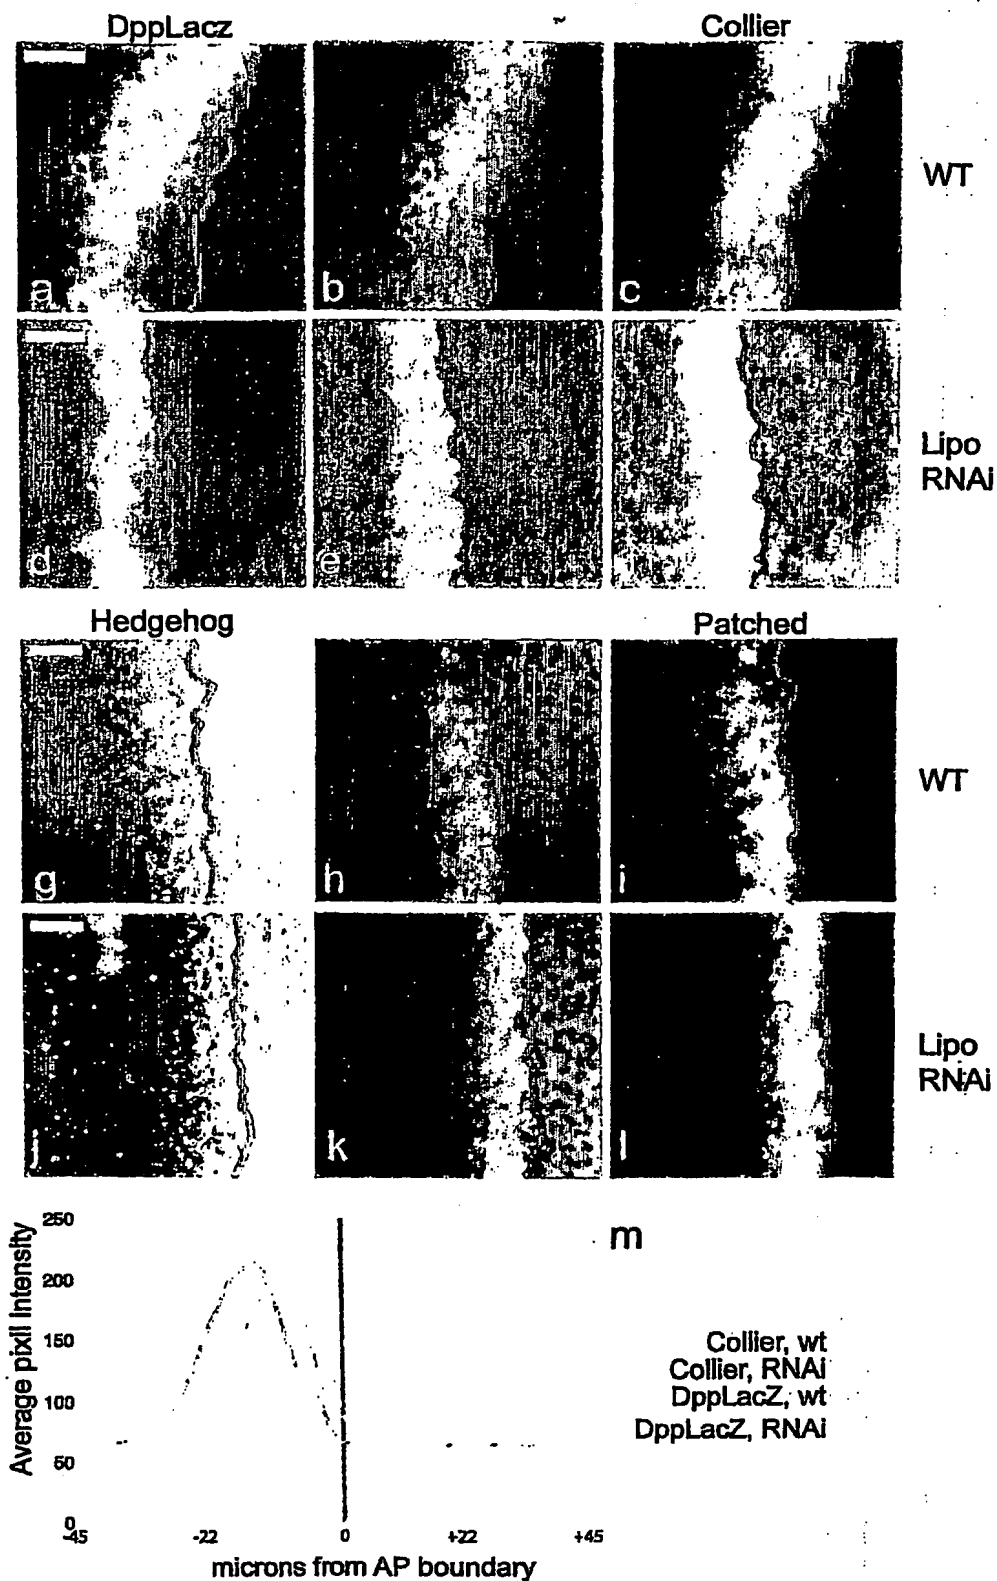 DppLacz
Collier
a
b
c
WT
d
e
Lipo
RNAi
Hedgehog
Patched
g
h
i
WT
j
k
l
Lipo
RNAi
m
Average pixil intensity
250
200
150
100
50
0
-45
-22
0
+22
+45
microns from AP boundary
Collier, wt
Collier, RNAi
DppLacZ, wt
DppLacZ, RNAi